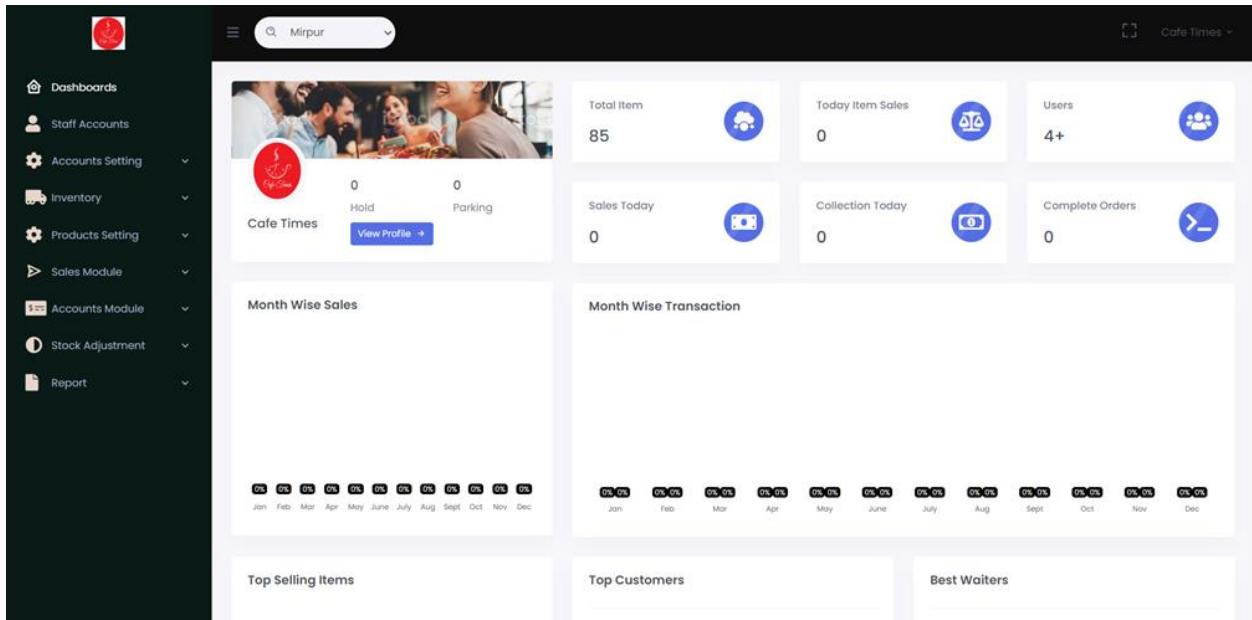 Cafe Times
Mirpur
Cafe Times
Dashboards
Staff Accounts
Accounts Setting
Inventory
Products Setting
Sales Module
Accounts Module
Stock Adjustment
Report
Cafe Times
Cafe Times
0
Hold
0
Parking
View Profile →
Total Item
85
Today Item Sales
0
Users
4+
Sales Today
0
Collection Today
0
Complete Orders
0
Month Wise Sales
0% 0% 0% 0% 0% 0% 0% 0% 0% 0% 0% 0%
Jan Feb Mar Apr May June July Aug Sept Oct Nov Dec
Month Wise Transaction
0% 0% 0% 0% 0% 0% 0% 0% 0% 0% 0% 0% 0% 0% 0% 0% 0% 0% 0% 0% 0% 0% 0% 0%
Jan Feb Mar Apr May June July Aug Sept Oct Nov Dec
Top Selling Items
Top Customers
Best Waiters